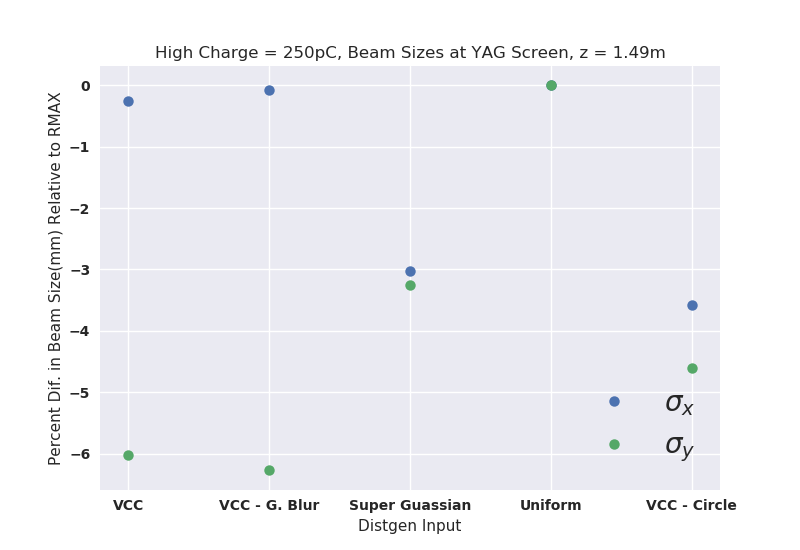 High Charge = 250pC, Beam Sizes at YAG Screen, z = 1.49m
Percent Dif. in Beam Size(mm) Relative to RMAX
0
−1
−2
−3
−4
−5
−6
σx
σy
VCC
VCC - G. Blur
Super Guassian
Uniform
VCC - Circle
Distgen Input